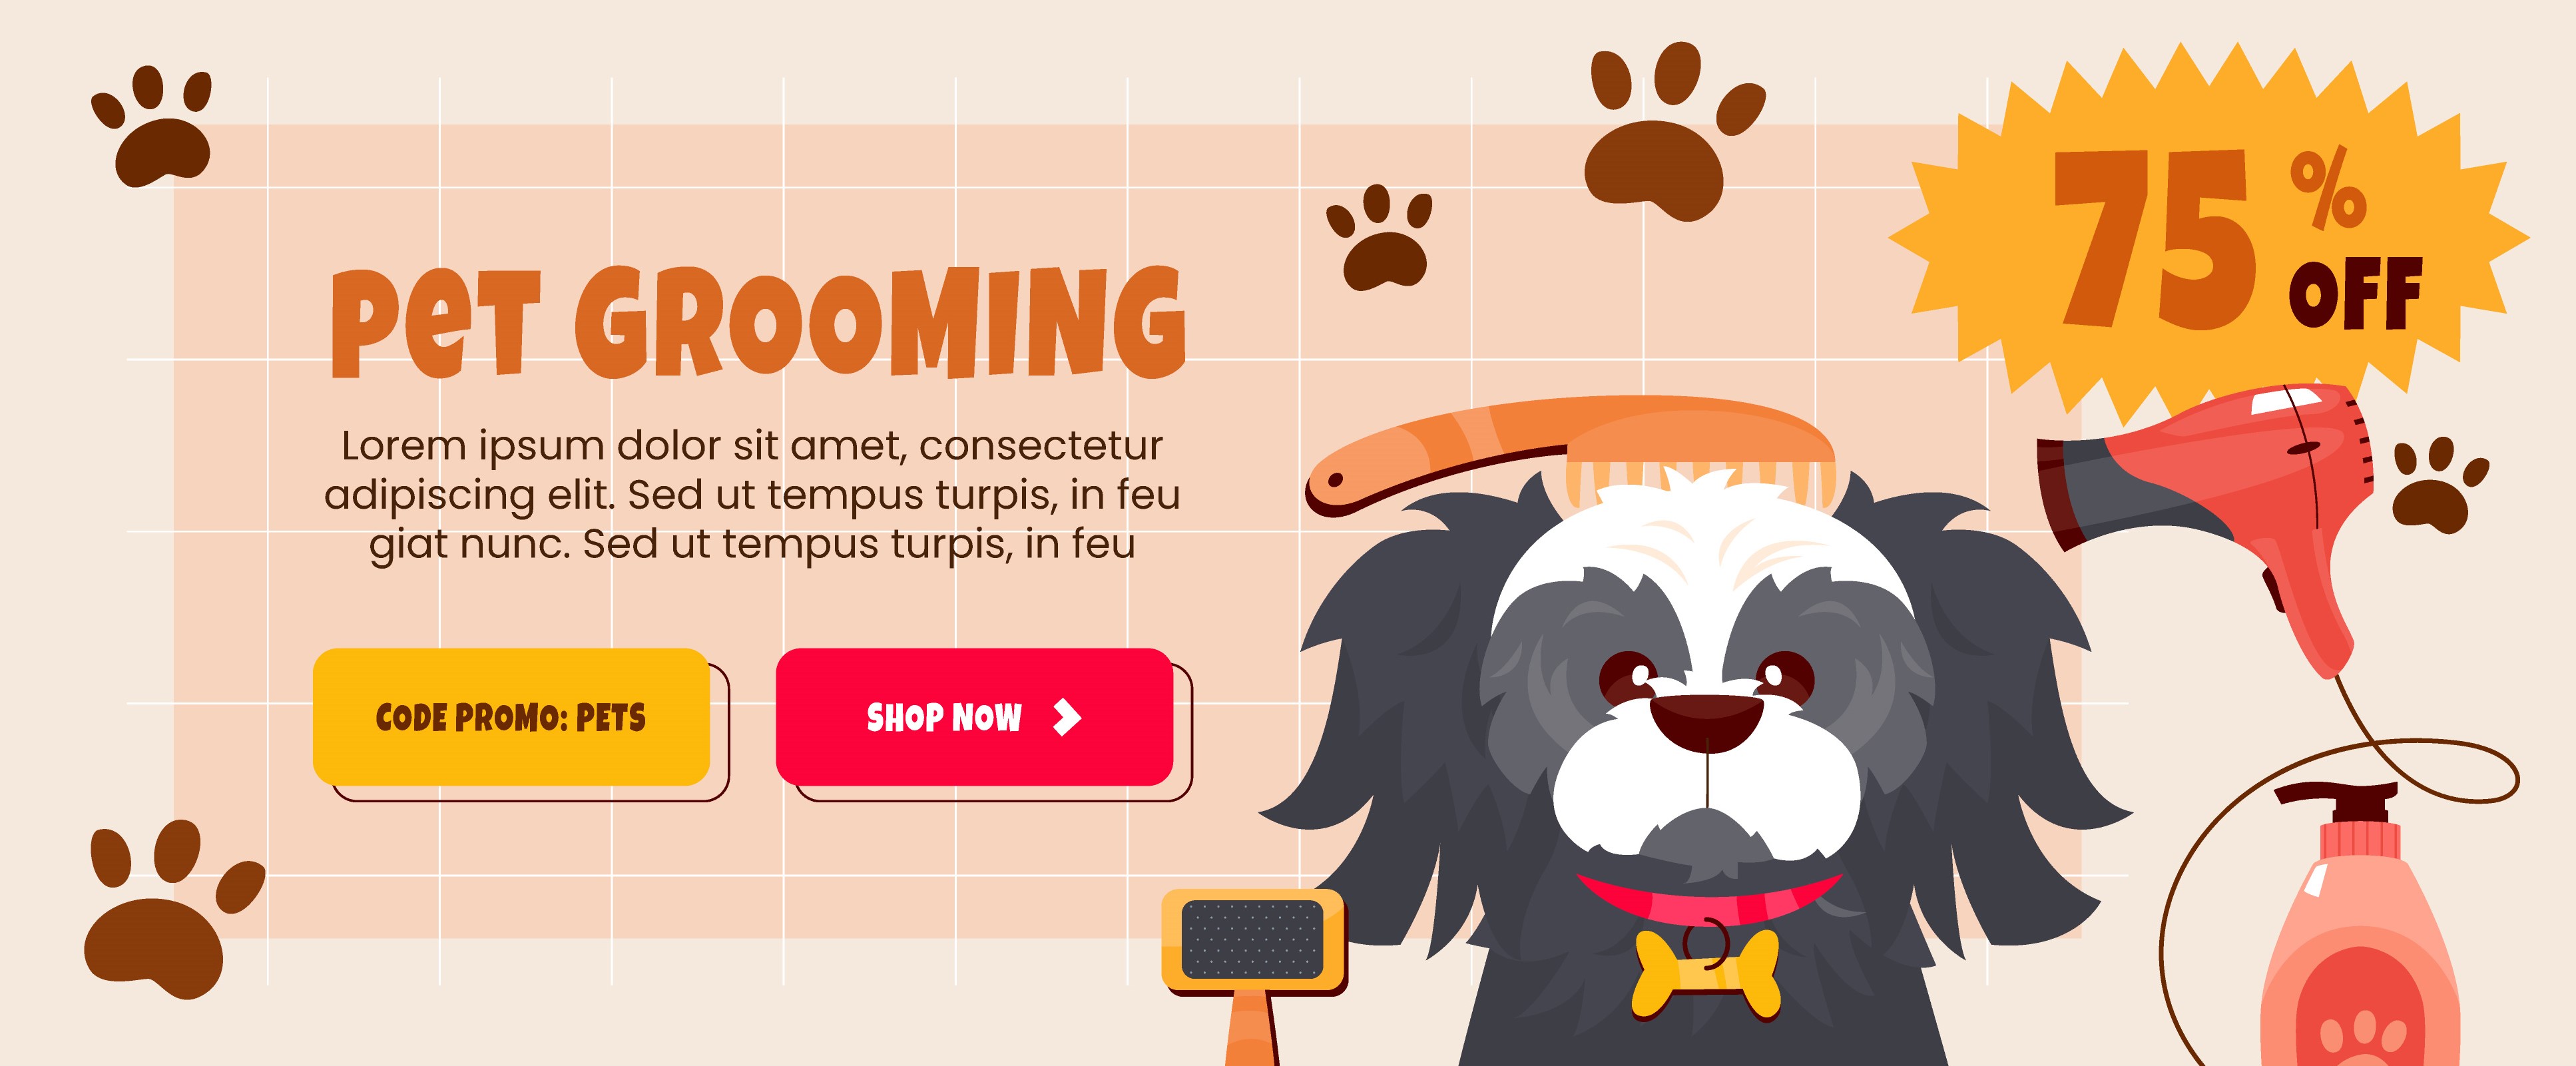 PeT GROOMING
Lorem ipsum dolor sit amet, consectetur
adipiscing elit. Sed ut tempus turpis, in feu
giat nunc. Sed ut tempus turpis, in feu
CODE PROMO: PETS
SHOP NOW
75%
OFF